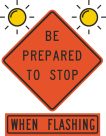 BE
PREPARED
TO STOP
WHEN FLASHING